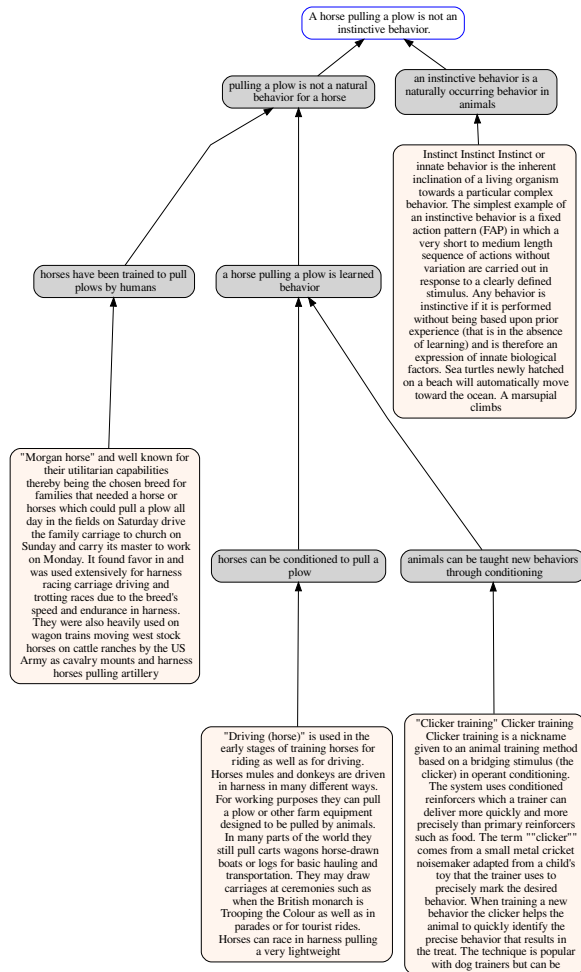 A horse pulling a plow is not an
instinctive behavior.
pulling a plow is not a natural
behavior for a horse
an instinctive behavior is a
naturally occurring behavior in
animals
Instinct Instinct Instinct or
innate behavior is the inherent
inclination of a living organism
towards a particular complex
behavior. The simplest example of
an instinctive behavior is a fixed
action pattern (FAP) in which a
very short to medium length
sequence of actions without
variation are carried out in
response to a clearly defined
stimulus. Any behavior is
instinctive if it is performed
without being based upon prior
experience (that is in the absence
of learning) and is therefore an
expression of innate biological
factors. Sea turtles newly hatched
on a beach will automatically move
toward the ocean. A marsupial
climbs
horses have been trained to pull
plows by humans
a horse pulling a plow is learned
behavior
"Morgan horse" and well known for
their utilitarian capabilities
thereby being the chosen breed for
families that needed a horse or
horses which could pull a plow all
day in the fields on Saturday drive
the family carriage to church on
Sunday and carry its master to work
on Monday. It found favor in and
was used extensively for harness
racing carriage driving and
trotting races due to the breed's
speed and endurance in harness.
They were also heavily used on
wagon trains moving west stock
horses on cattle ranches by the US
Army as cavalry mounts and harness
horses pulling artillery
horses can be conditioned to pull a
plow
animals can be taught new behaviors
through conditioning
"Driving (horse)" is used in the
early stages of training horses for
riding as well as for driving.
Horses mules and donkeys are driven
in harness in many different ways.
For working purposes they can pull
a plow or other farm equipment
designed to be pulled by animals.
In many parts of the world they
still pull carts wagons horse-drawn
boats or logs for basic hauling and
transportation. They may draw
carriages at ceremonies such as
when the British monarch is
Trooping the Colour as well as in
parades or for tourist rides.
Horses can race in harness pulling
a very lightweight
"Clicker training" Clicker training
Clicker training is a nickname
given to an animal training method
based on a bridging stimulus (the
clicker) in operant conditioning.
The system uses conditioned
reinforcers which a trainer can
deliver more quickly and more
precisely than primary reinforcers
such as food. The term ""clicker""
comes from a small metal cricket
noisemaker adapted from a child's
toy that the trainer uses to
precisely mark the desired
behavior. When training a new
behavior the clicker helps the
animal to quickly identify the
precise behavior that results in
the treat. The technique is popular
with dog trainers but can be